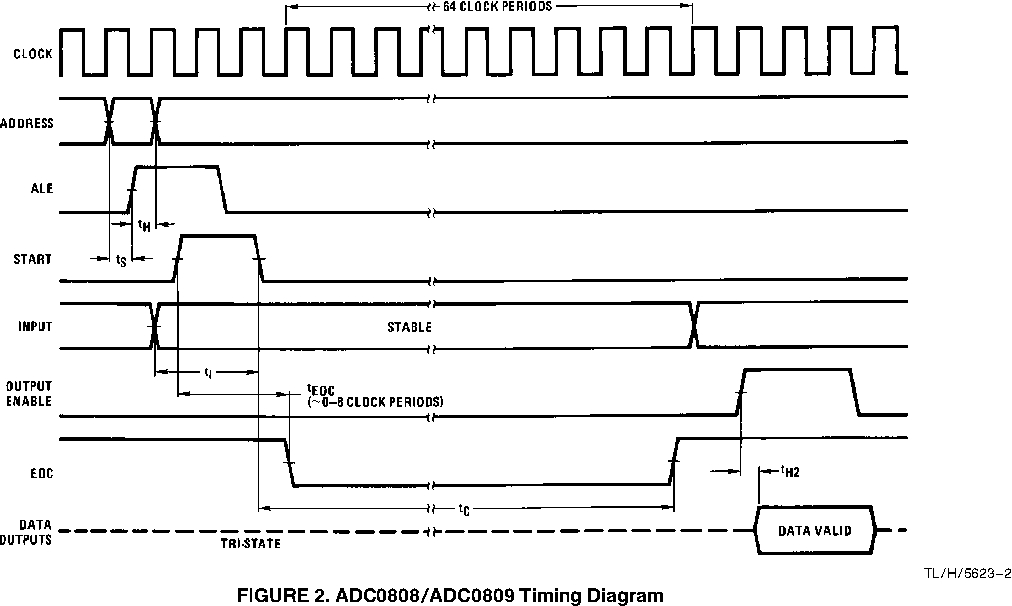 64 CLOCK PERIODS
CLOCK
ADDRESS
ALE
tH
tS
START
INPUT
STABLE
ti
tEOC
(~0–8 CLOCK PERIODS)
OUTPUT
ENABLE
EOC
tH2
tC
DATA
OUTPUTS
TRI-STATE
DATA VALID
TL/H/5623–2
FIGURE 2. ADC0808/ADC0809 Timing Diagram